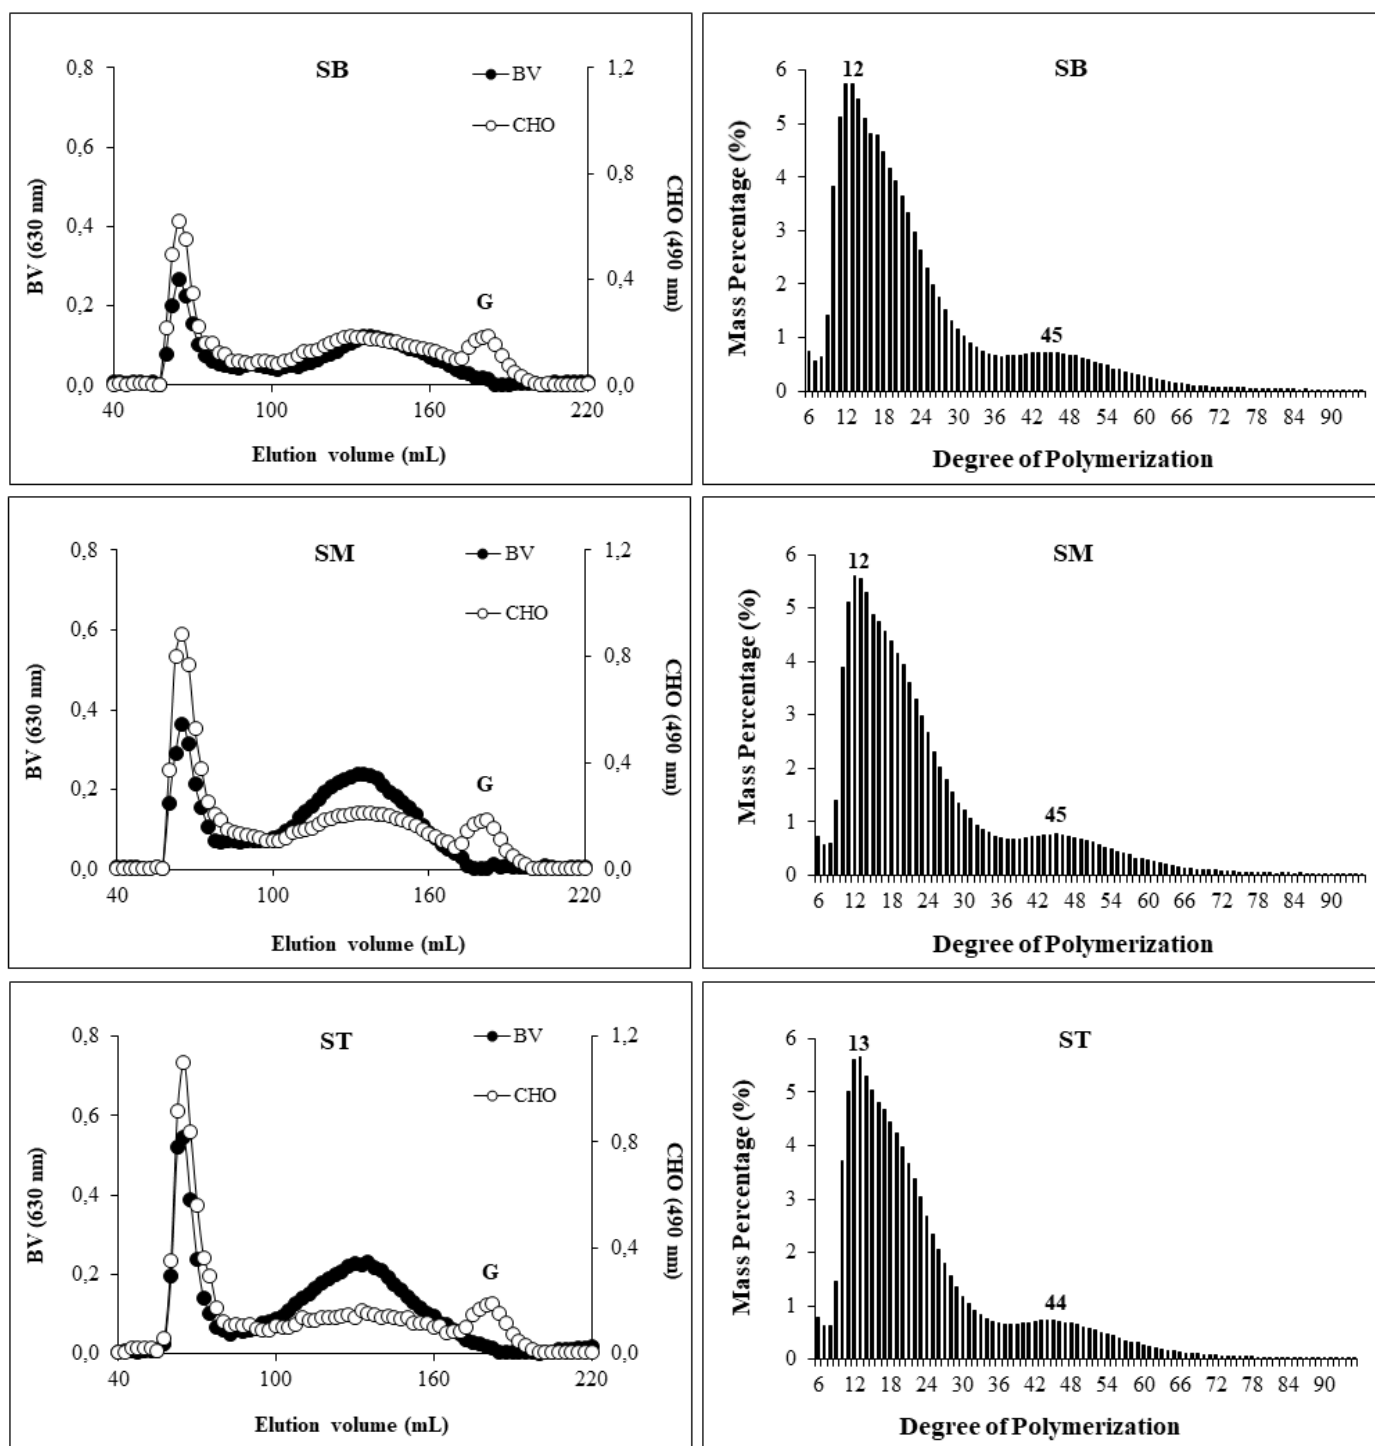 SB
BV
CHO
0,8
0,6
0,4
0,2
0,0
1,2
0,8
0,4
0,0
G
BV (630 nm)
CHO (490 nm)
40 100 160 220
Elution volume (mL)
SB
12
45
6
5
4
3
2
1
0
Mass Percentage (%)
6 12 18 24 30 36 42 48 54 60 66 72 78 84 90
Degree of Polymerization
SM
BV
CHO
0,8
0,6
0,4
0,2
0,0
1,2
0,8
0,4
0,0
G
BV (630 nm)
CHO (490 nm)
40 100 160 220
Elution volume (mL)
SM
12
45
6
5
4
3
2
1
0
Mass Percentage (%)
6 12 18 24 30 36 42 48 54 60 66 72 78 84 90
Degree of Polymerization
ST
BV
CHO
0,8
0,6
0,4
0,2
0,0
1,2
0,8
0,4
0,0
G
BV (630 nm)
CHO (490 nm)
40 100 160 220
Elution volume (mL)
ST
13
44
6
5
4
3
2
1
0
Mass Percentage (%)
6 12 18 24 30 36 42 48 54 60 66 72 78 84 90
Degree of Polymerization